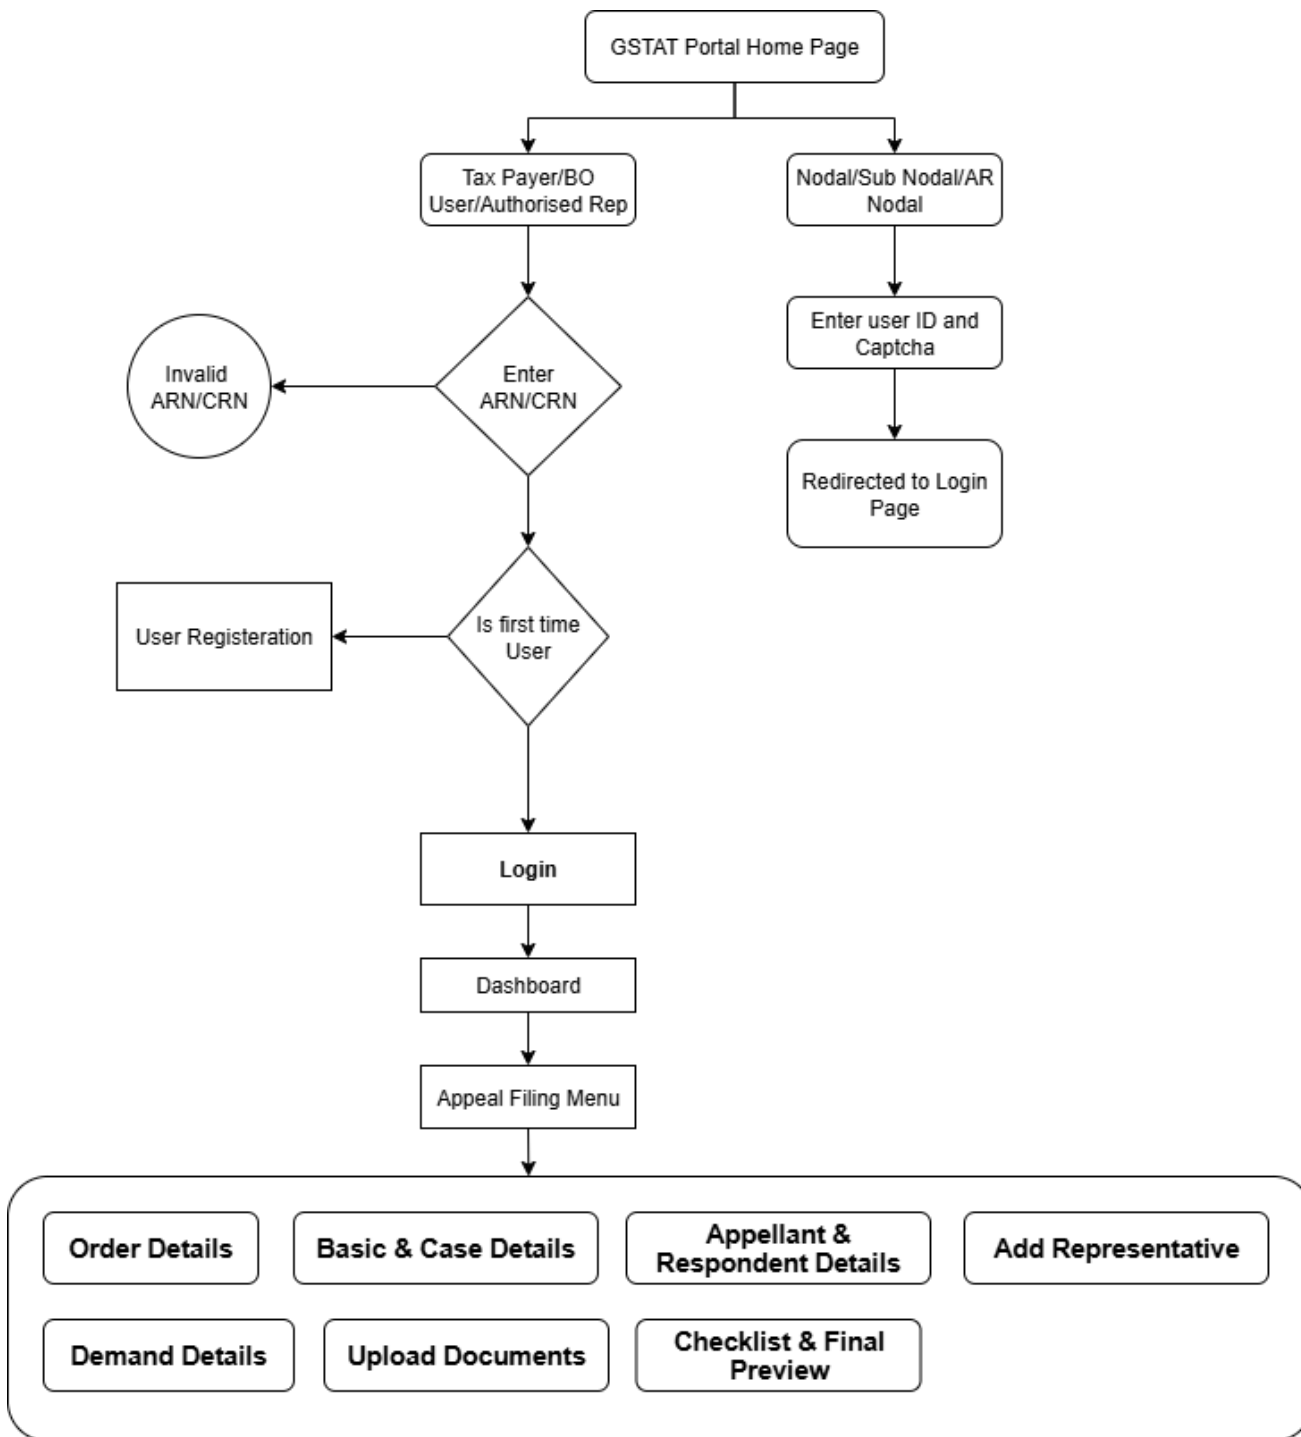 GSTAT Portal Home Page
Tax Payer/BO
User/Authorised Rep
Nodal/Sub Nodal/AR
Nodal
Enter user ID and
Captcha
Invalid
ARN/CRN
Enter
ARN/CRN
Redirected to Login
Page
User Registeration
Is first time
User
Login
Dashboard
Appeal Filing Menu
Order Details
Basic & Case Details
Appellant &
Respondent Details
Add Representative
Demand Details
Upload Documents
Checklist & Final
Preview